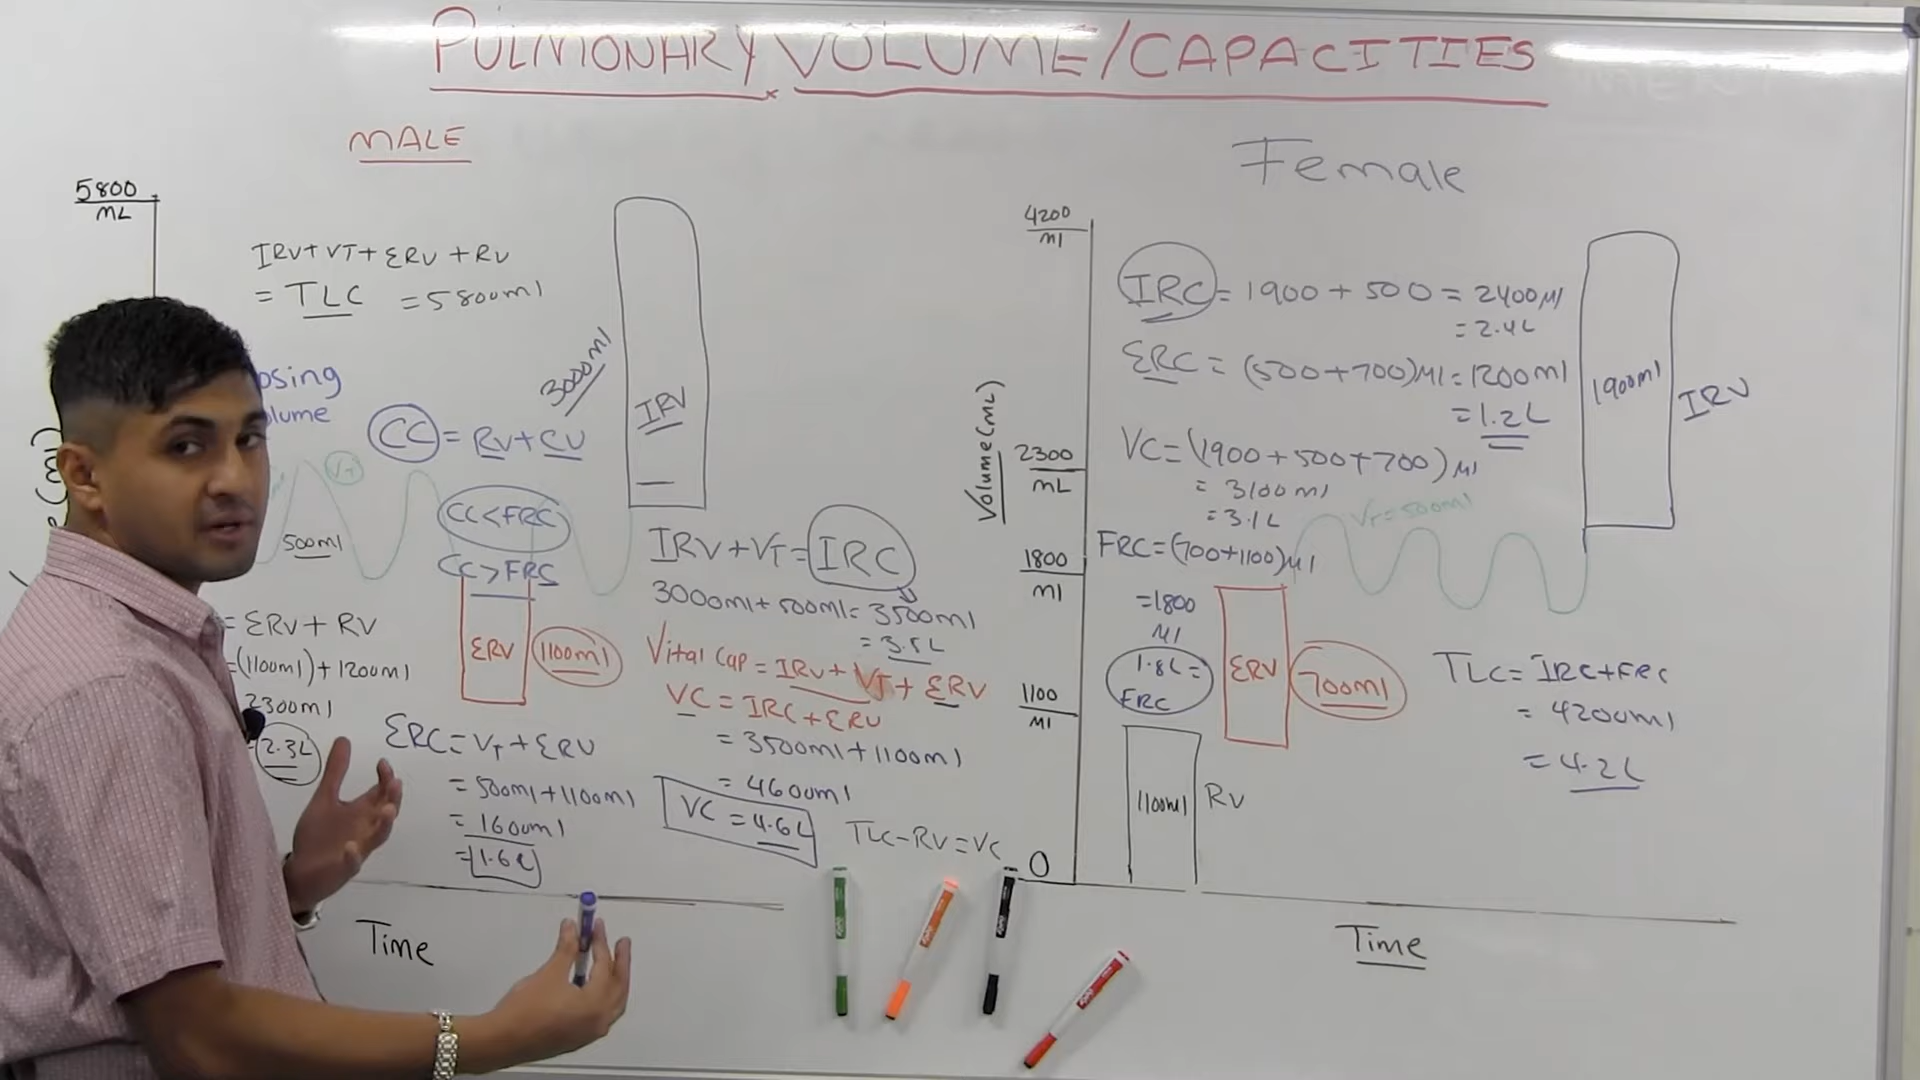 PULMONARY VOLUME/CAPACITIES
MALE
5800
ML
IRV+VT+ERV+RV
= TLC = 5800ml
osing
lume
CC = RV+CV
3000ml
IRV
VT
500ml
CC<FRC
CC>FRC
= ERV + RV
=(1100ml)+1200ml
2300ml
2.3L
ERV
1100ml
ERC = VT + ERV
= 500ml+1100ml
= 1600ml
= 1.6L
IRV+VT = IRC
3000ml+500ml = 3500ml
= 3.5L
Vital Cap = IRV+VT+ERV
VC = IRC+ERV
= 3500ml+1100ml
= 4600ml
VC = 4.6L
TLC-RV=VC
Time
Female
Volume(mL)
4200
ml
2300
mL
1800
ml
1100
Ml
0
IRC = 1900 + 500 = 2400Ml
= 2.4L
ERC = (500+700)Ml = 1200ml
= 1.2L
VC = (1900+500+700)Ml
= 3100ml
= 3.1L
VT = 500ml
FRC=(700+1100)Ml
=1800
Ml
1.8L =
FRC
ERV
700ml
1100ml
RV
1900ml
IRV
TLC = IRC+FRC
= 4200ml
= 4.2L
Time